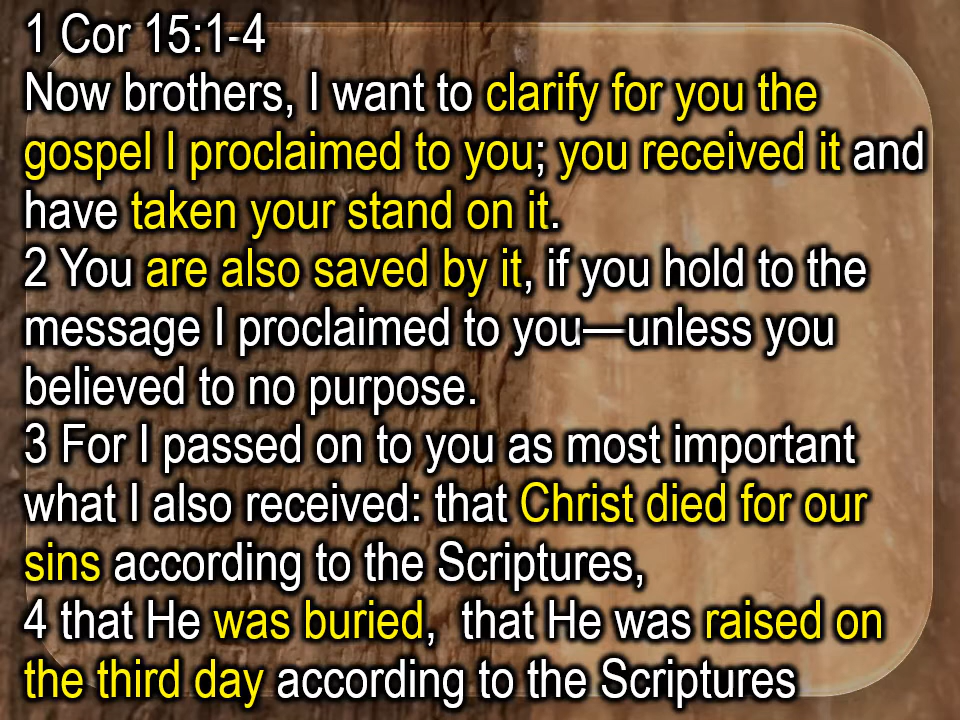 1 Cor 15:1-4
Now brothers, I want to clarify for you the
gospel I proclaimed to you; you received it and
have taken your stand on it.
2 You are also saved by it, if you hold to the
message I proclaimed to you—unless you
believed to no purpose.
3 For I passed on to you as most important
what I also received: that Christ died for our
sins according to the Scriptures,
4 that He was buried,  that He was raised on
the third day according to the Scriptures